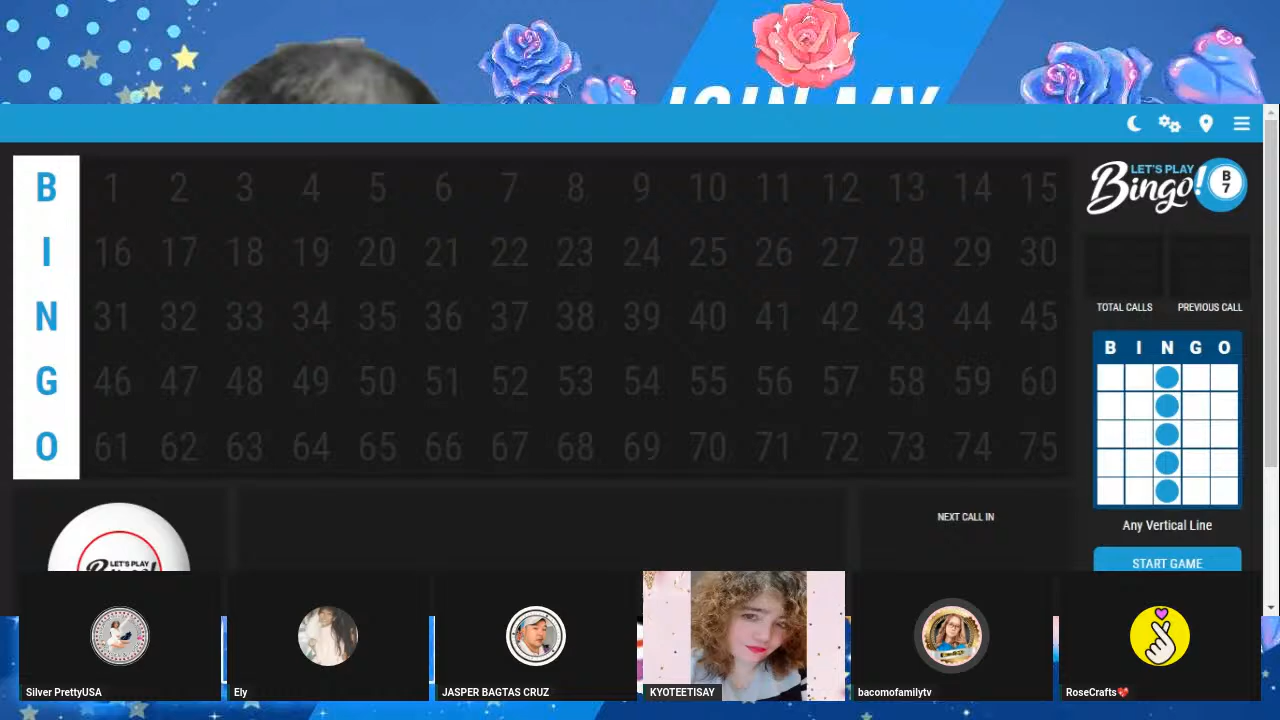 JOIN MY
B 1 2 3 4 5 6 7 8 9 10 11 12 13 14 15
I 16 17 18 19 20 21 22 23 24 25 26 27 28 29 30
N 31 32 33 34 35 36 37 38 39 40 41 42 43 44 45
G 46 47 48 49 50 51 52 53 54 55 56 57 58 59 60
O 61 62 63 64 65 66 67 68 69 70 71 72 73 74 75
LET'S PLAY
Bingo!
B
7
TOTAL CALLS PREVIOUS CALL
B I N G O
Any Vertical Line
START GAME
NEXT CALL IN
LET'S PLAY
Bingo!
Silver PrettyUSA
Ely
JASPER BAGTAS CRUZ
KYOTEETISAY
bacomofamilytv
RoseCrafts💖